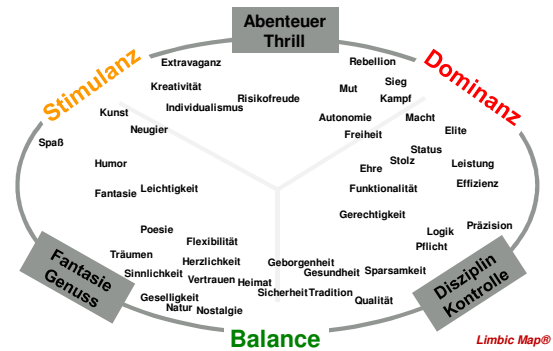 Abenteuer
Thrill
Stimulanz
Dominanz
Extravaganz
Rebellion
Kreativität
Mut
Sieg
Individualismus
Risikofreude
Kampf
Kunst
Autonomie
Macht
Neugier
Freiheit
Elite
Spaß
Status
Humor
Ehre
Stolz
Leistung
Fantasie
Leichtigkeit
Funktionalität
Effizienz
Gerechtigkeit
Poesie
Logik
Präzision
Flexibilität
Pflicht
Träumen
Herzlichkeit
Geborgenheit
Sinnlichkeit
Vertrauen
Heimat
Gesundheit
Sparsamkeit
Geselligkeit
Sicherheit
Tradition
Qualität
Natur
Nostalgie
Fantasie
Genuss
Disziplin
Kontrolle
Balance
Limbic Map®